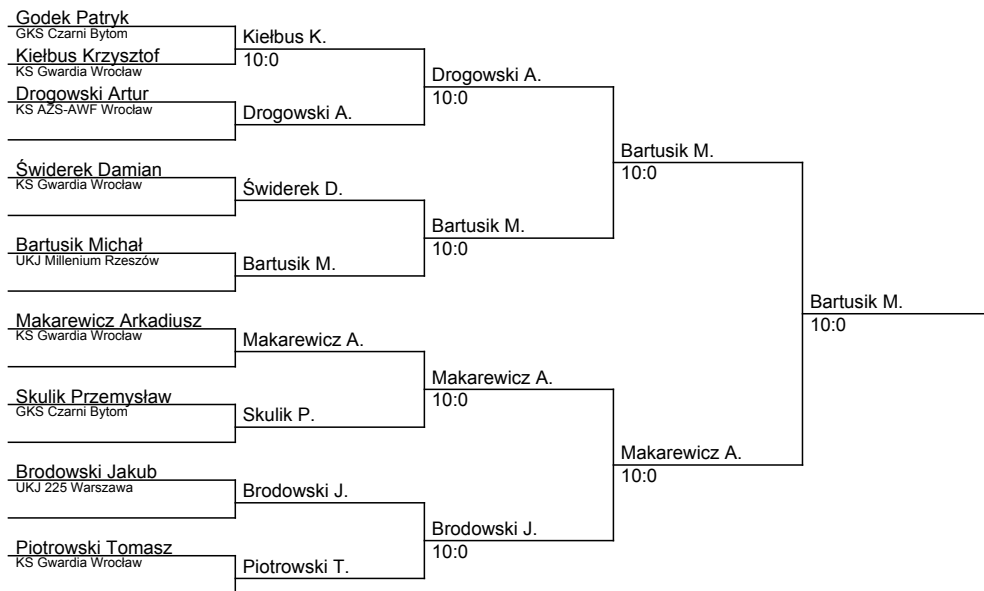 Godek Patryk
GKS Czarni Bytom
Kiełbus Krzysztof
KS Gwardia Wrocław
Drogowski Artur
KS AZS-AWF Wrocław
Świderek Damian
KS Gwardia Wrocław
Bartusik Michał
UKJ Millenium Rzeszów
Makarewicz Arkadiusz
KS Gwardia Wrocław
Skulik Przemysław
GKS Czarni Bytom
Brodowski Jakub
UKJ 225 Warszawa
Piotrowski Tomasz
KS Gwardia Wrocław
Kiełbus K.
10:0
Drogowski A.
Świderek D.
Bartusik M.
Makarewicz A.
Skulik P.
Brodowski J.
Piotrowski T.
Drogowski A.
10:0
Bartusik M.
10:0
Makarewicz A.
10:0
Brodowski J.
10:0
Bartusik M.
10:0
Makarewicz A.
10:0
Bartusik M.
10:0